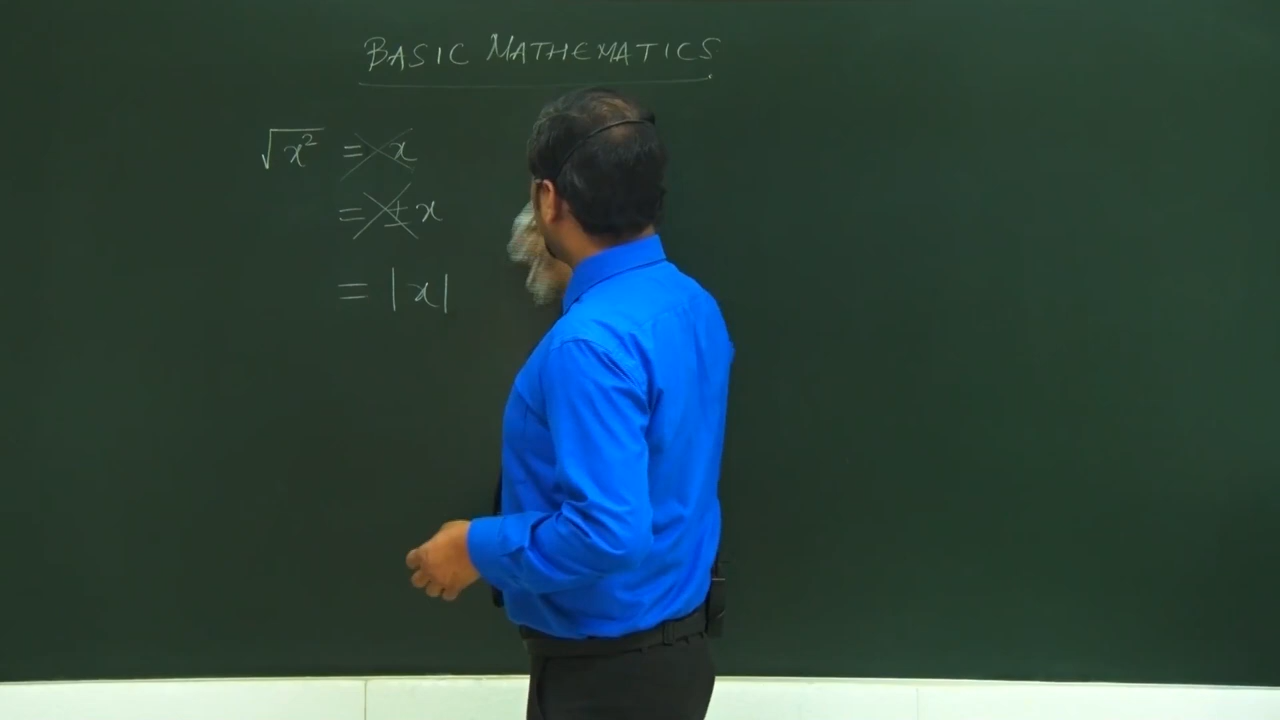 BASIC MATHEMATICS
√x² = x
= ± x
= |x|